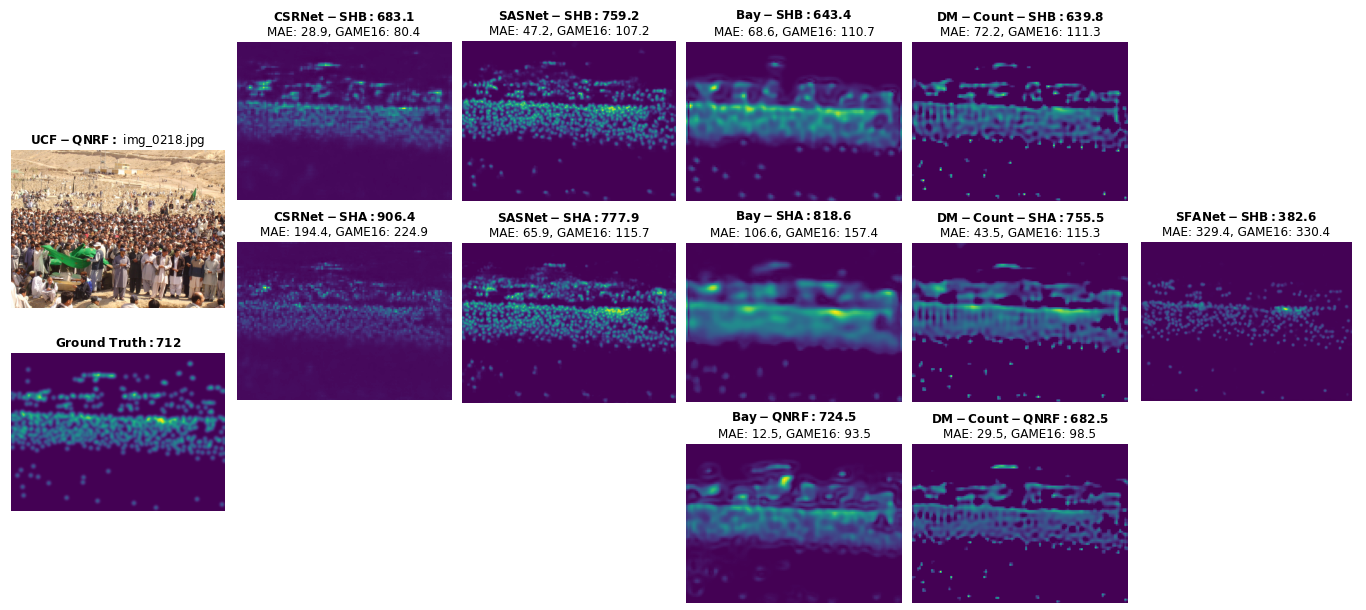 CSRNet−SHB: 683.1
MAE: 28.9, GAME16: 80.4
SASNet−SHB: 759.2
MAE: 47.2, GAME16: 107.2
Bay−SHB: 643.4
MAE: 68.6, GAME16: 110.7
DM−Count−SHB: 639.8
MAE: 72.2, GAME16: 111.3
UCF−QNRF: img_0218.jpg
CSRNet−SHA: 906.4
MAE: 194.4, GAME16: 224.9
SASNet−SHA: 777.9
MAE: 65.9, GAME16: 115.7
Bay−SHA: 818.6
MAE: 106.6, GAME16: 157.4
DM−Count−SHA: 755.5
MAE: 43.5, GAME16: 115.3
SFANet−SHB: 382.6
MAE: 329.4, GAME16: 330.4
Ground Truth: 712
Bay−QNRF: 724.5
MAE: 12.5, GAME16: 93.5
DM−Count−QNRF: 682.5
MAE: 29.5, GAME16: 98.5